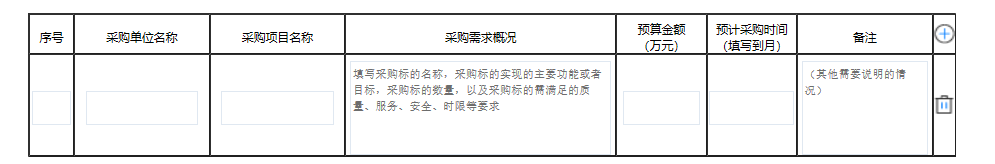 序号 采购单位名称 采购项目名称 采购需求概况 预算金额 预计采购时间 备注
(万元) (填写到月)
填写采购标的名称，采购标的实现的主要功能或者
目标，采购标的数量，以及采购标的需满足的质
量、服务、安全、时限等要求
（其他需要说明的情
况）